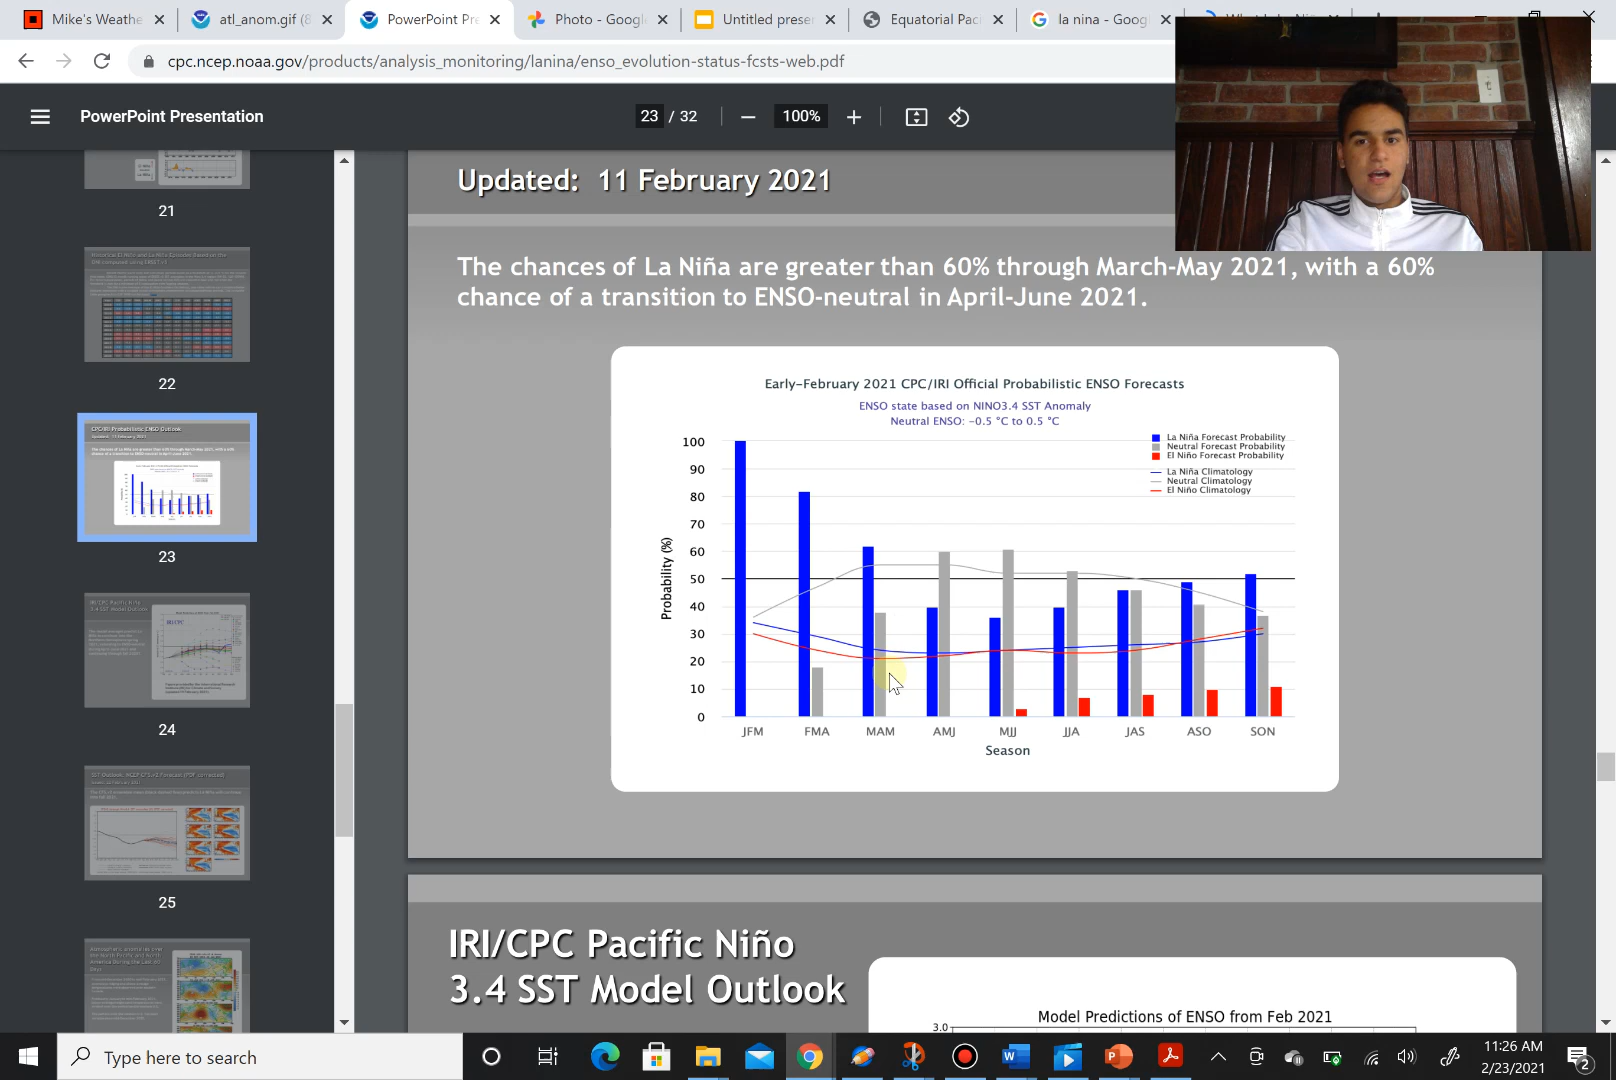 Mike's Weathe
atl_anom.gif (8
PowerPoint Pre
Photo - Google
Untitled prese
Equatorial Pac
la nina - Goog
cpc.ncep.noaa.gov/products/analysis_monitoring/lanina/enso_evolution-status-fcsts-web.pdf
PowerPoint Presentation
23 / 32
100%
21
22
23
24
25
Updated: 11 February 2021
The chances of La Niña are greater than 60% through March-May 2021, with a 60%
chance of a transition to ENSO-neutral in April-June 2021.
Early-February 2021 CPC/IRI Official Probabilistic ENSO Forecasts
ENSO state based on NINO3.4 SST Anomaly
Neutral ENSO: -0.5 °C to 0.5 °C
La Niña Forecast Probability
Neutral Forecast Probability
El Niño Forecast Probability
La Niña Climatology
Neutral Climatology
El Niño Climatology
Probability (%)
100
90
80
70
60
50
40
30
20
10
0
JFM FMA MAM AMJ MJJ JJA JAS ASO SON
Season
IRI/CPC Pacific Niño
3.4 SST Model Outlook
Model Predictions of ENSO from Feb 2021
3.0
Type here to search
11:26 AM
2/23/2021
2